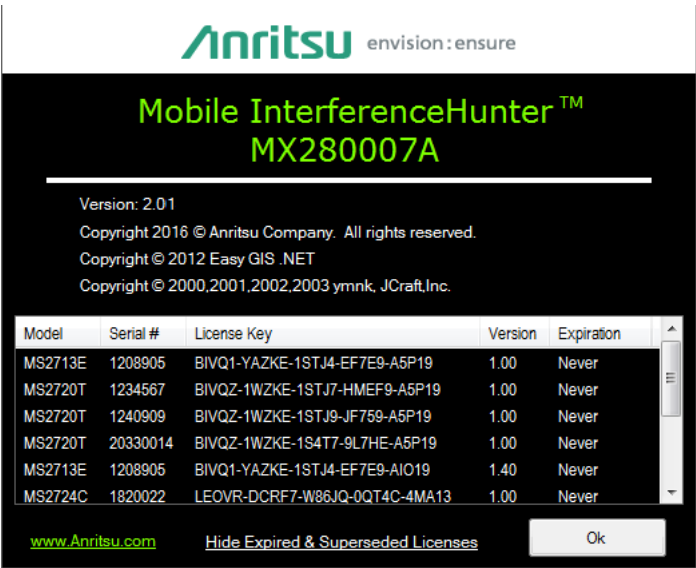 Anritsu envision : ensure
Mobile InterferenceHunter™
MX280007A
Version: 2.01
Copyright 2016 © Anritsu Company. All rights reserved.
Copyright © 2012 Easy GIS .NET
Copyright © 2000,2001,2002,2003 ymnk, JCraft,Inc.
Model Serial # License Key Version Expiration
MS2713E 1208905 BIVQ1-YAZKE-1STJ4-EF7E9-A5P19 1.00 Never
MS2720T 1234567 BIVQZ-1WZKE-1STJ7-HMEF9-A5P19 1.00 Never
MS2720T 1240909 BIVQZ-1WZKE-1STJ9-JF759-A5P19 1.00 Never
MS2720T 20330014 BIVQZ-1WZKE-1S4T7-9L7HE-A5P19 1.00 Never
MS2713E 1208905 BIVQ1-YAZKE-1STJ4-EF7E9-AIO19 1.40 Never
MS2724C 1820022 LEOVR-DCRF7-W86JQ-0QT4C-4MA13 1.00 Never
www.Anritsu.com Hide Expired & Superseded Licenses Ok